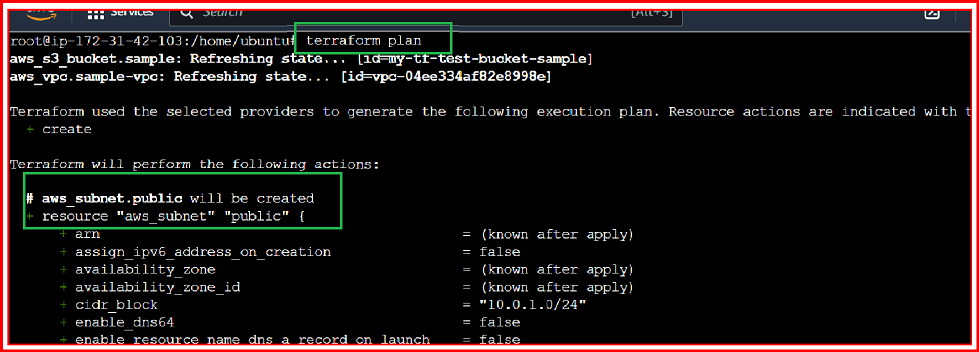 aws Services Search [Alt+S]
root@ip-172-31-42-103:/home/ubuntu# terraform plan
aws_s3_bucket.sample: Refreshing state... [id=my-tf-test-bucket-sample]
aws_vpc.sample-vpc: Refreshing state... [id=vpc-04ee334af82e8998e]
Terraform used the selected providers to generate the following execution plan. Resource actions are indicated with t
+ create
Terraform will perform the following actions:
# aws_subnet.public will be created
+ resource "aws_subnet" "public" {
+ arn = (known after apply)
+ assign_ipv6_address_on_creation = false
+ availability_zone = (known after apply)
+ availability_zone_id = (known after apply)
+ cidr_block = "10.0.1.0/24"
+ enable_dns64 = false
+ enable_resource_name_dns_a_record_on_launch = false